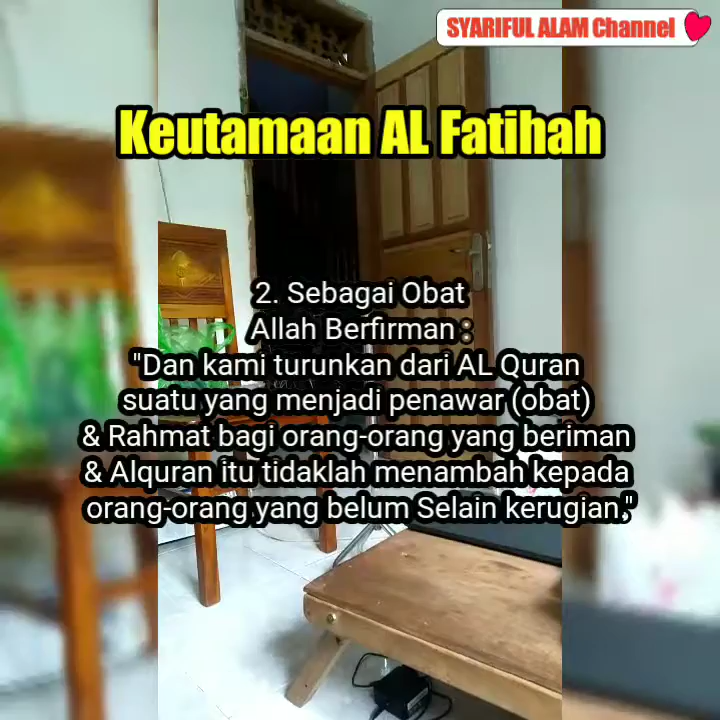 SYARIFUL ALAM Channel
Keutamaan AL Fatihah
2. Sebagai Obat
Allah Berfirman :
"Dan kami turunkan dari AL Quran
suatu yang menjadi penawar (obat)
& Rahmat bagi orang-orang yang beriman
& Alquran itu tidaklah menambah kepada
orang-orang yang belum Selain kerugian,"